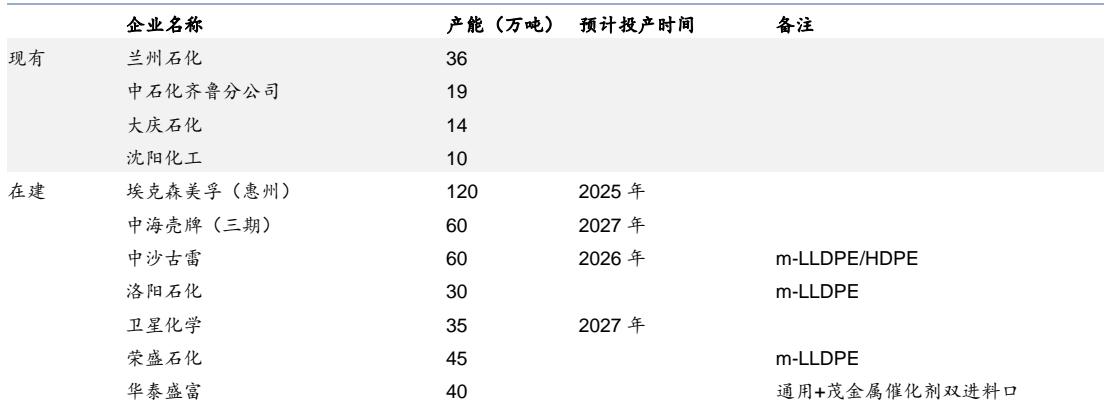 企业名称 产能（万吨） 预计投产时间 备注
现有 兰州石化 36
中石化齐鲁分公司 19
大庆石化 14
沈阳化工 10
在建 埃克森美孚（惠州） 120 2025 年
中海壳牌（三期） 60 2027 年
中沙古雷 60 2026 年 m-LLDPE/HDPE
洛阳石化 30 m-LLDPE
卫星化学 35 2027 年
荣盛石化 45 m-LLDPE
华泰盛富 40 通用+茂金属催化剂双进料口